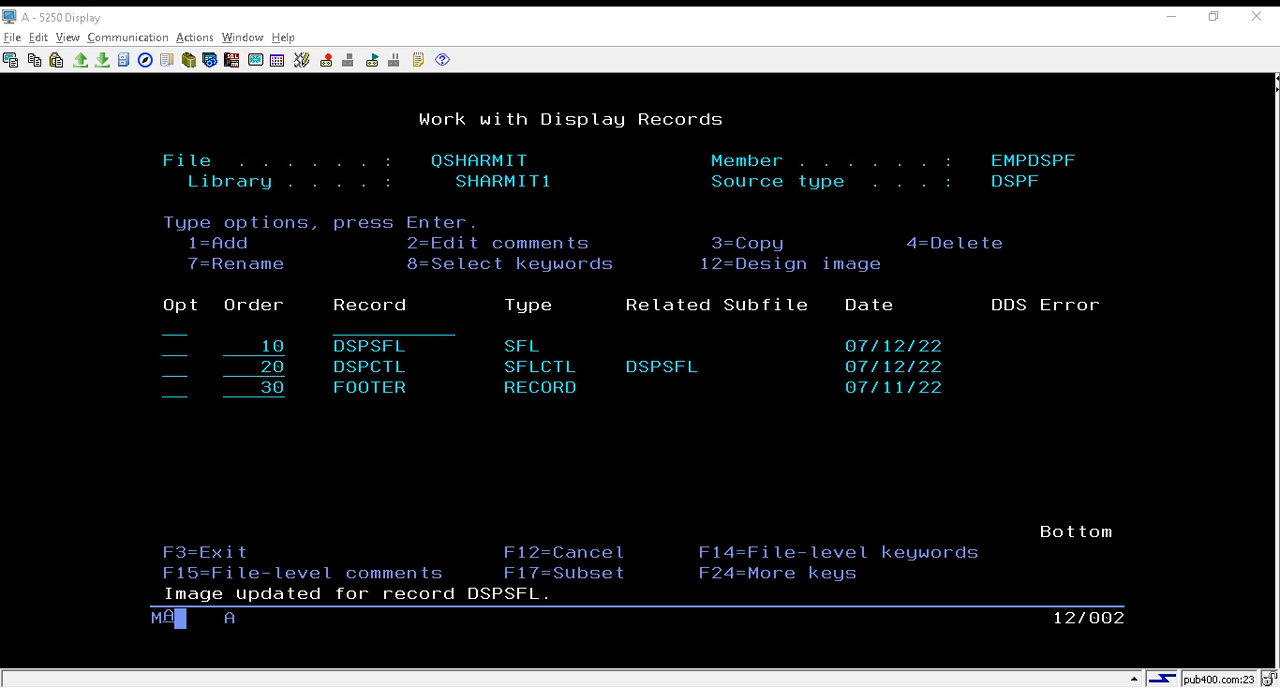 A - 5250 Display
File Edit View Communication Actions Window Help
Work with Display Records
File . . . . . . : QSHARMIT Member . . . . . . : EMPDSPF
Library . . . . : SHARMIT1 Source type . . . : DSPF
Type options, press Enter.
1=Add 2=Edit comments 3=Copy 4=Delete
7=Rename 8=Select keywords 12=Design image
Opt Order Record Type Related Subfile Date DDS Error
10 DSPSFL SFL 07/12/22
20 DSPCTL SFLCTL DSPSFL 07/12/22
30 FOOTER RECORD 07/11/22
Bottom
F3=Exit F12=Cancel F14=File-level keywords
F15=File-level comments F17=Subset F24=More keys
Image updated for record DSPSFL.
MA A 12/002
pub400.com:23